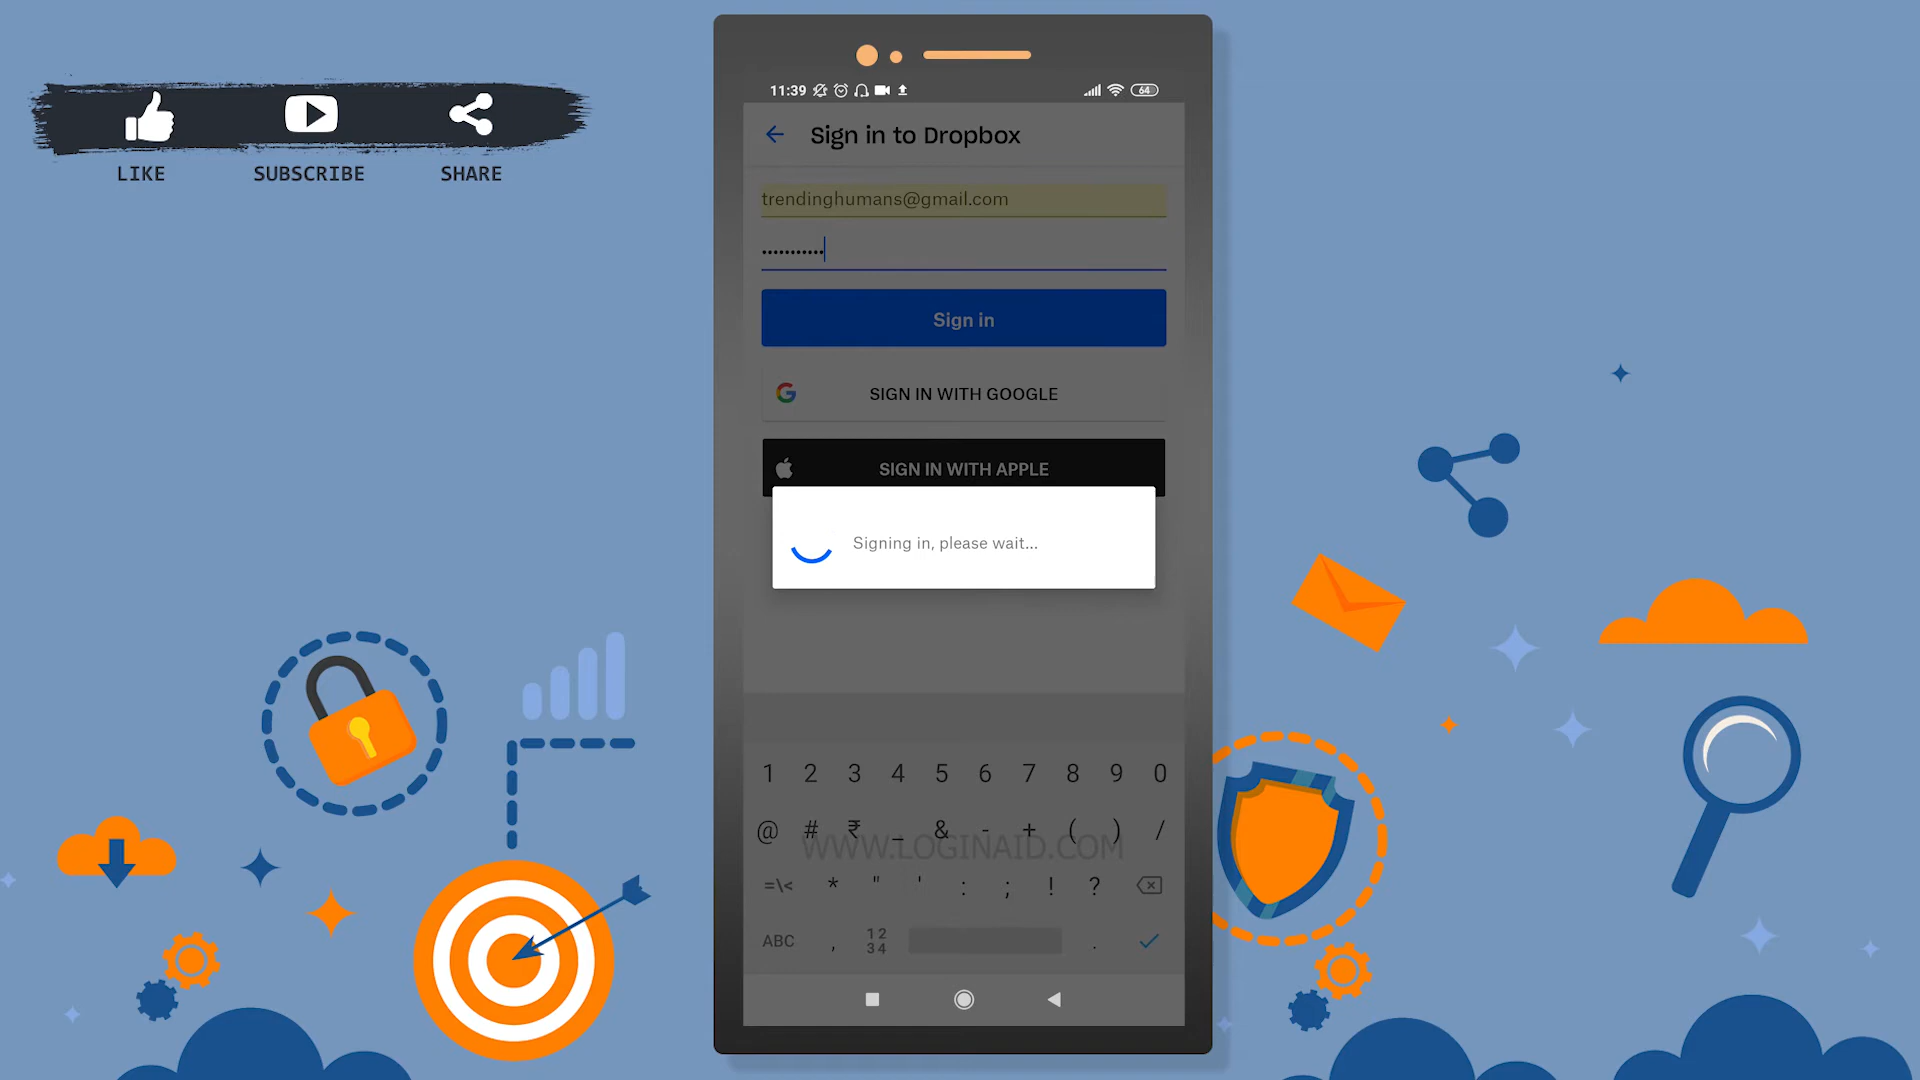 LIKE
SUBSCRIBE
SHARE
11:39
64
Sign in to Dropbox
trendinghumans@gmail.com
Sign in
SIGN IN WITH GOOGLE
SIGN IN WITH APPLE
Signing in, please wait...
1 2 3 4 5 6 7 8 9 0
@ # ₹ _ & - + ( ) /
WWW.LOGINAID.COM
=\< * " ' : ; ! ?
ABC , 12 34 .